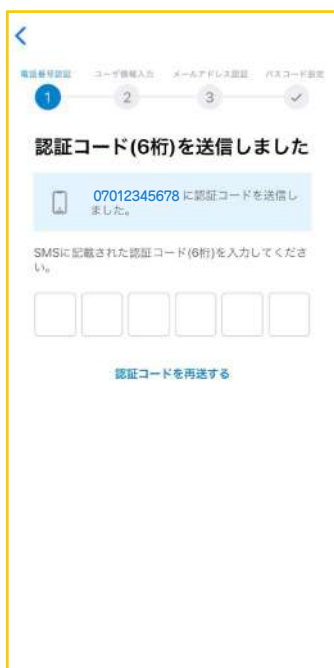 電話番号認証 ユーザ情報入力 メールアドレス認証 パスコード設定
1 2 3
認証コード(6桁)を送信しました
07012345678 に認証コードを送信し
ました。
SMSに記載された認証コード(6桁)を入力してくださ
い。
認証コードを再送する